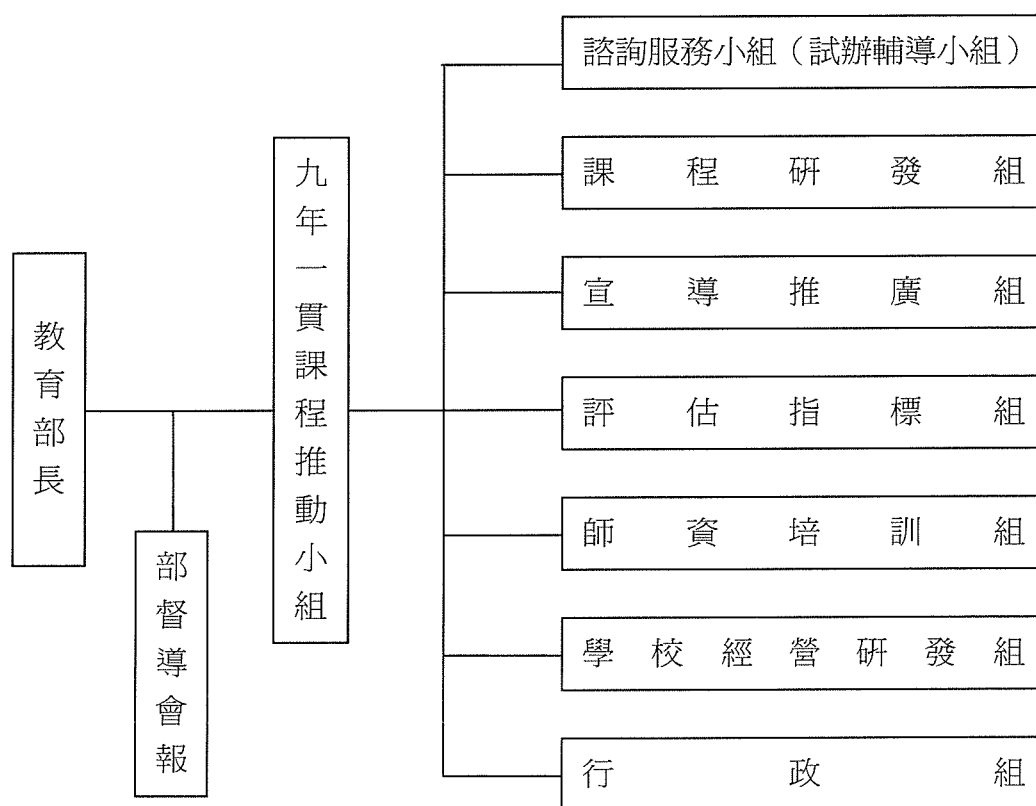 教育部長
部督導會報
九年一貫課程推動小組
諮詢服務小組（試辦輔導小組）
課程研發組
宣導推廣組
評估指標組
師資培訓組
學校經營研發組
行政組